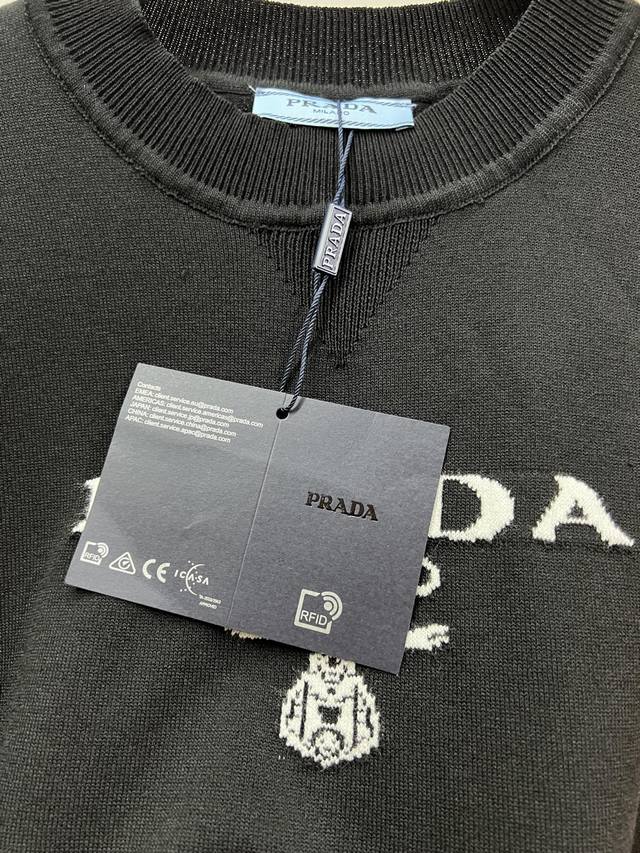 PRADA
MILANO
PRADA
Contacts
EMEA: client.service.eu@prada.com
AMERICAS: client.service.americas@prada.com
JAPAN: client.service.jp@prada.com
CHINA: client.service.china@prada.com
APAC: client.service.apac@prada.com
PRADA
DA
RFID
CE
ICASA
APPROVED
RFID